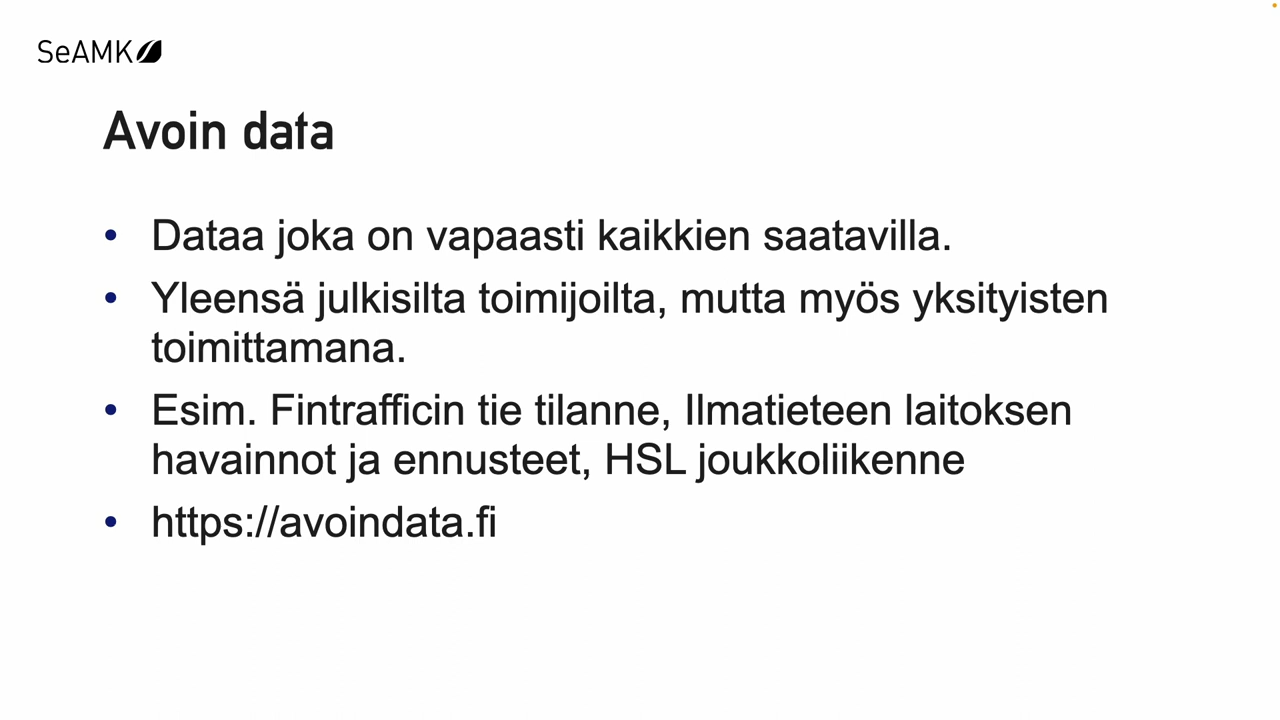 SeAMK
Avoin data
• Dataa joka on vapaasti kaikkien saatavilla.
• Yleensä julkisilta toimijoilta, mutta myös yksityisten
toimittamana.
• Esim. Fintrafficin tie tilanne, Ilmatieteen laitoksen
havainnot ja ennusteet, HSL joukkoliikenne
• https://avoindata.fi